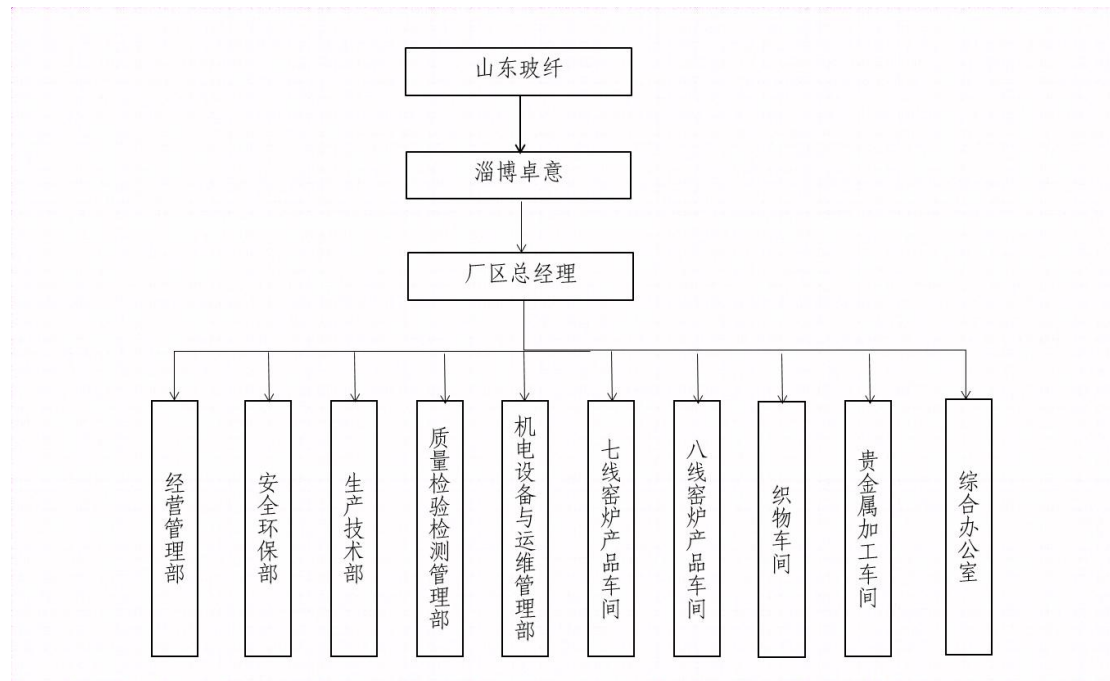 山东玻纤
淄博卓意
厂区总经理
经营管理部
安全环保部
生产技术部
质量检验检测管理部
机电设备与运维管理部
七线窑炉产品车间
八线窑炉产品车间
织物车间
贵金属加工车间
综合办公室